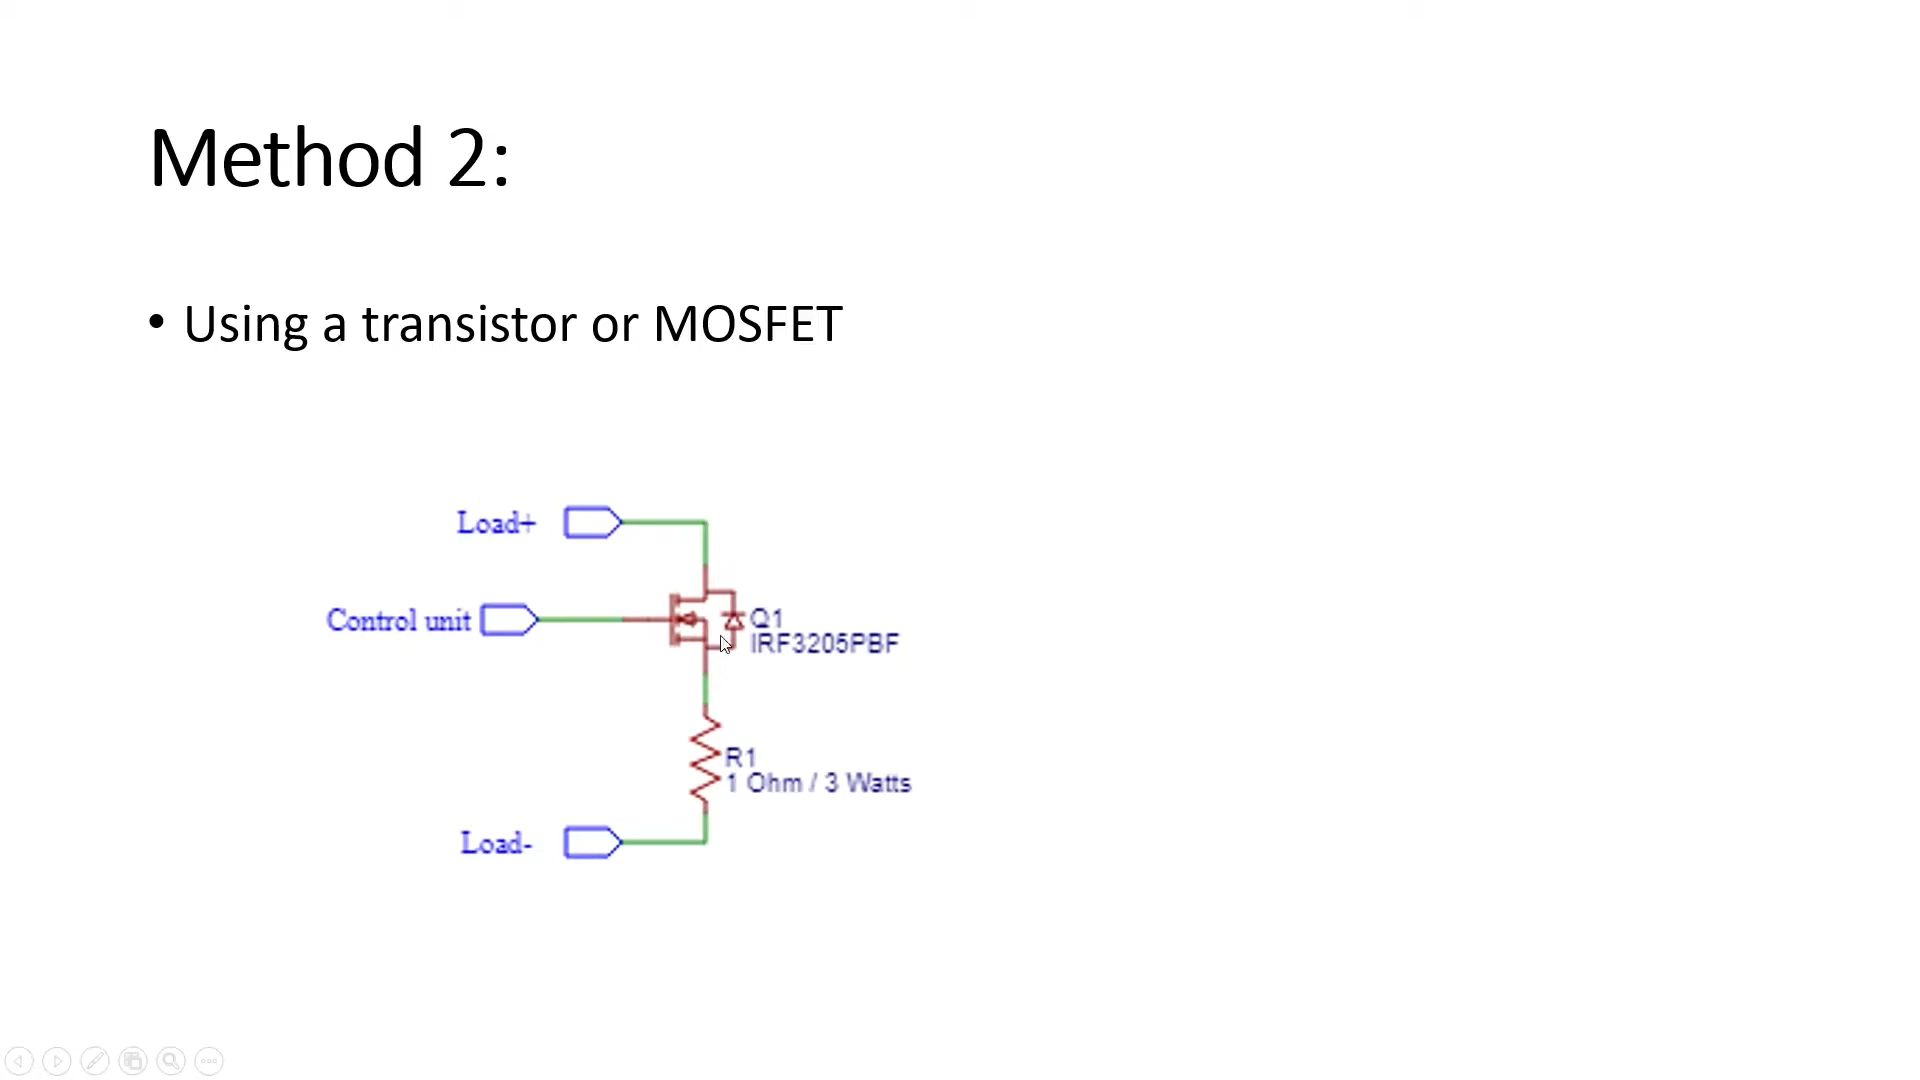 Method 2:
• Using a transistor or MOSFET
Load+
Control unit
Q1
IRF3205PBF
R1
1 Ohm / 3 Watts
Load-